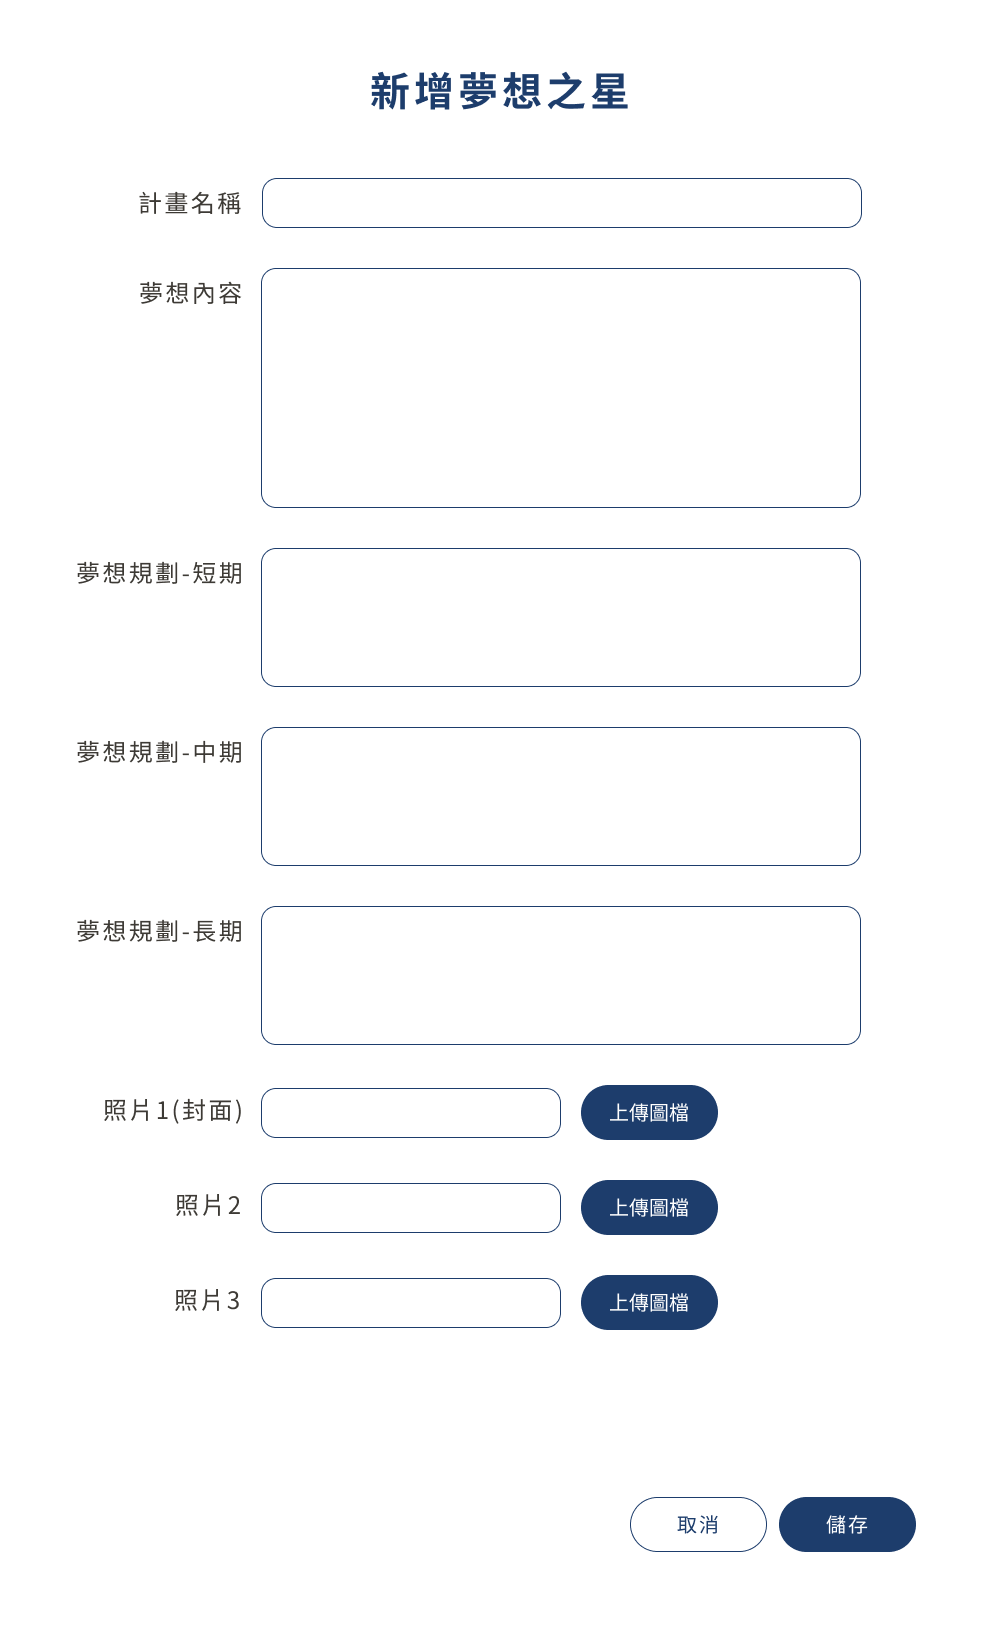 新增夢想之星
計畫名稱
夢想內容
夢想規劃-短期
夢想規劃-中期
夢想規劃-長期
照片1(封面)
上傳圖檔
照片2
上傳圖檔
照片3
上傳圖檔
取消
儲存